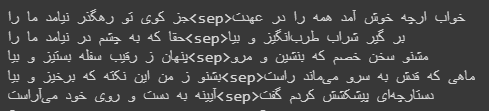 جز کوی تو رهگذر نیامد ما را<sep>خواب ارچه خوش آمد همه را در عهدت
حقا که به چشم در نیامد ما را<sep>بر گیر شراب طرب‌انگیز و بیا
پنهان ز رقیب سفله بستیز و بیا<sep>مشنو سخن خصم که بنشین و مرو
بشنو ز من این نکته که برخیز و بیا<sep>ماهی که قدش به سرو می‌ماند راست
آیینه به دست و روی خود می‌آراست<sep>دستارچه‌ای پیشکشش کردم گفت